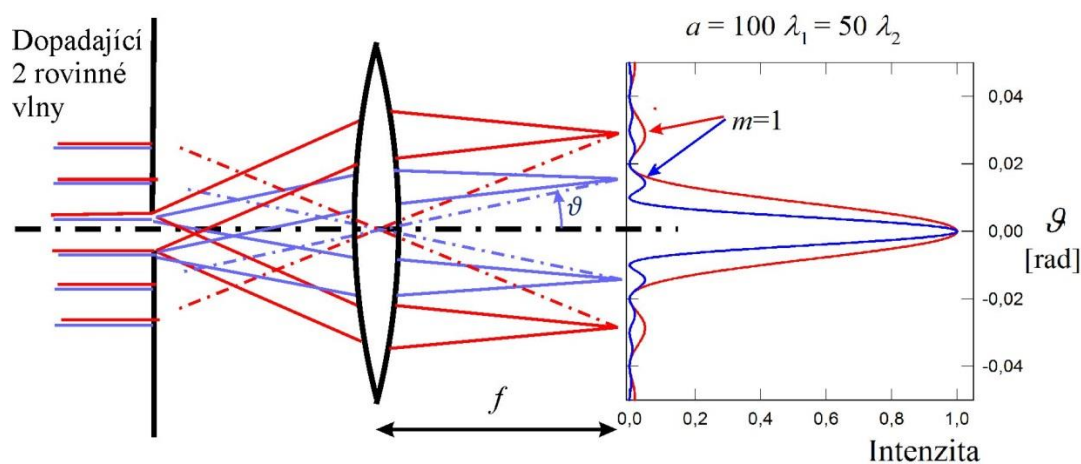 Dopadající
2 rovinné
vlny
a = 100 λ₁ = 50 λ₂
m=1
ϑ
f
0,04
0,02
0,00
-0,02
-0,04
ϑ
[rad]
0,0 0,2 0,4 0,6 0,8 1,0
Intenzita